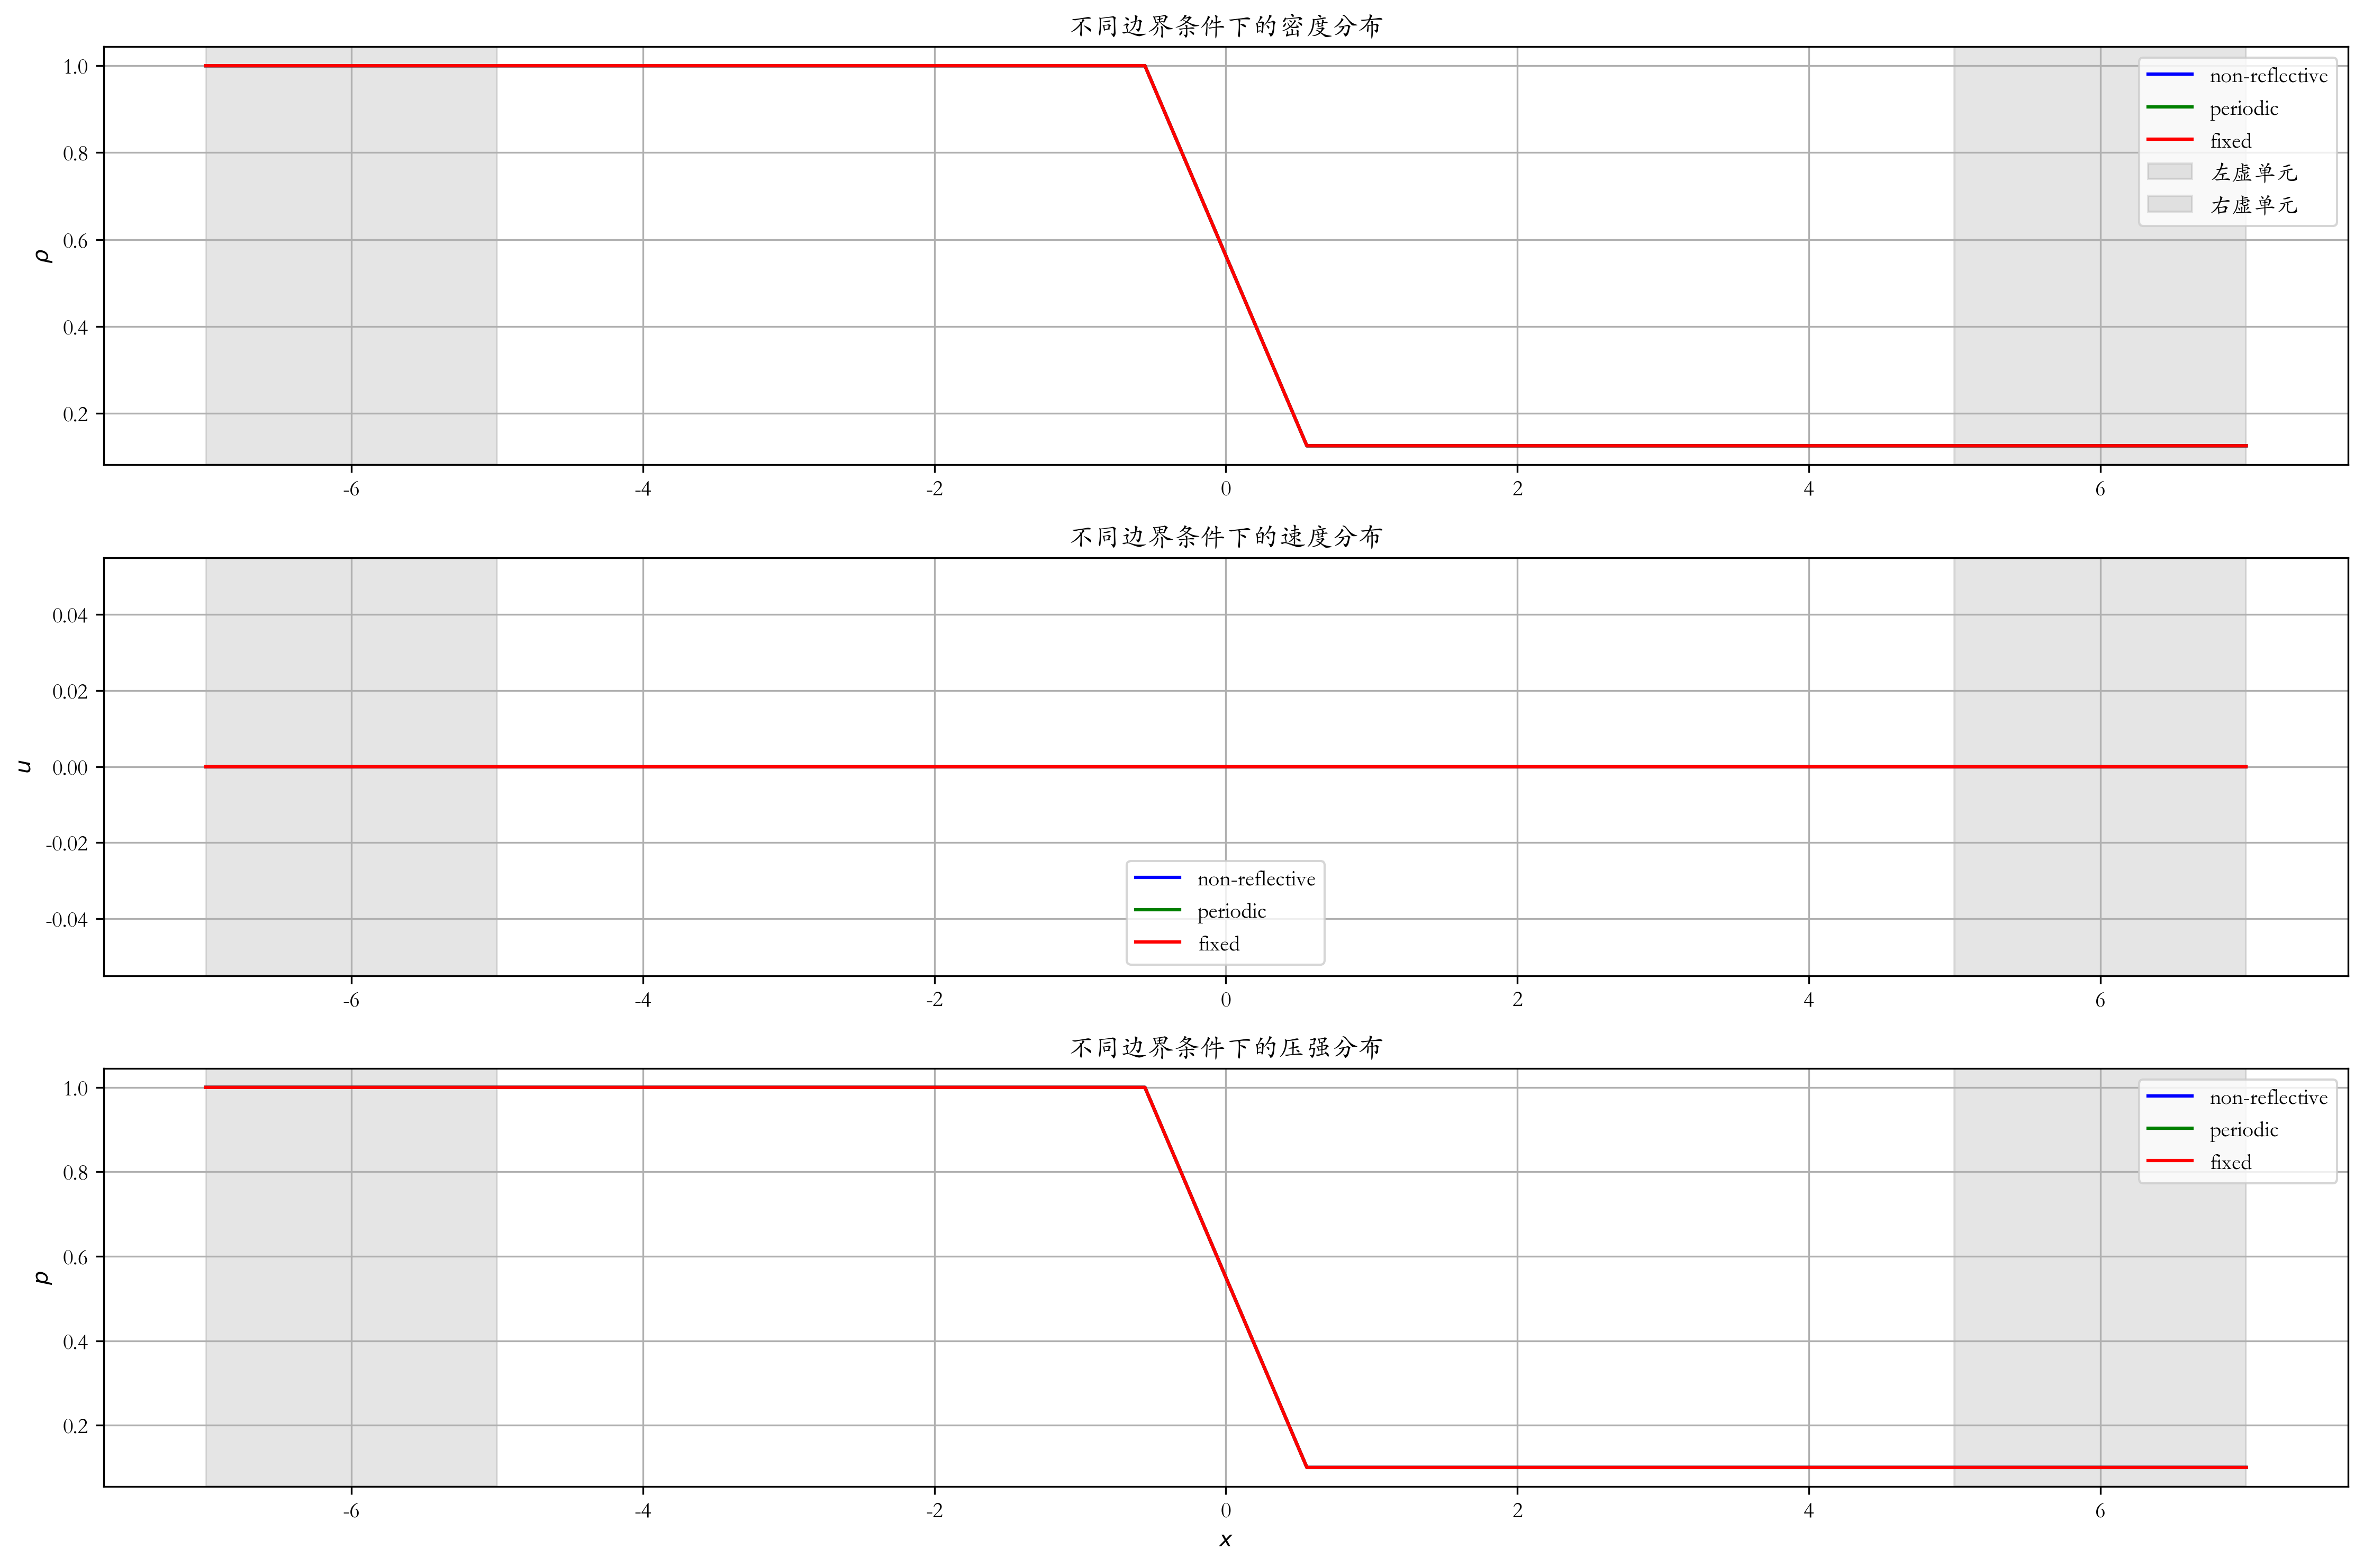 不同边界条件下的密度分布
1.0
0.8
0.6
0.4
0.2
ρ
non-reflective
periodic
fixed
左虚单元
右虚单元
-6 -4 -2 0 2 4 6
不同边界条件下的速度分布
0.04
0.02
0.00
-0.02
-0.04
u
non-reflective
periodic
fixed
-6 -4 -2 0 2 4 6
不同边界条件下的压强分布
1.0
0.8
0.6
0.4
0.2
p
non-reflective
periodic
fixed
-6 -4 -2 0 2 4 6
x